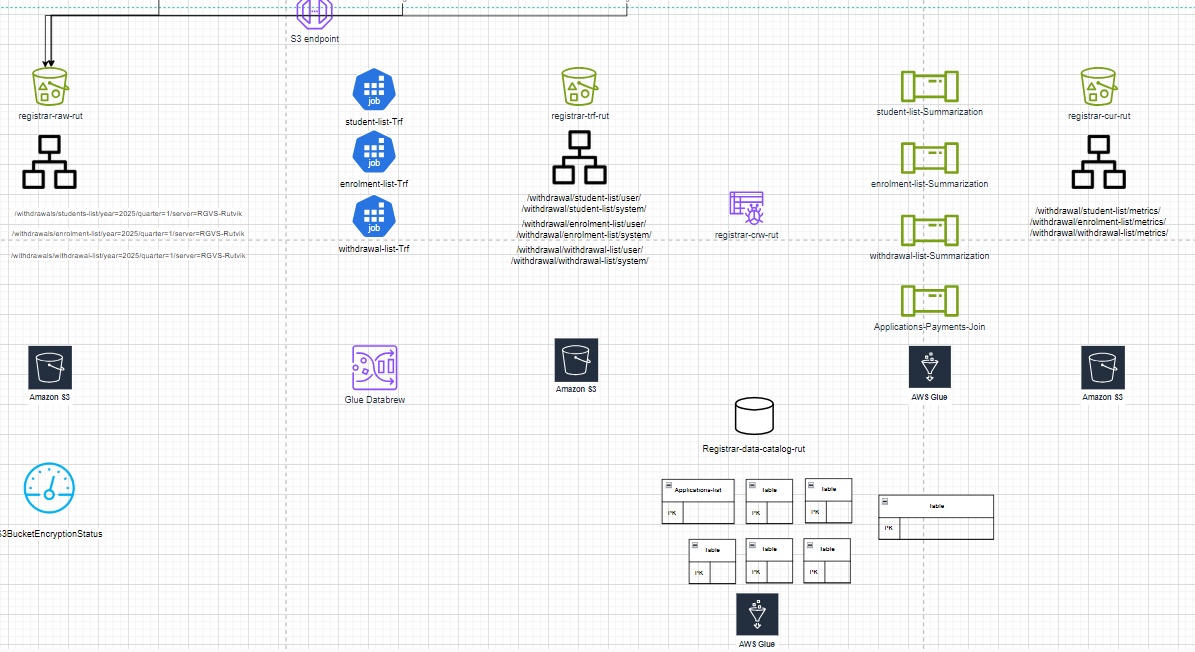 S3 endpoint
registrar-raw-rut
job
student-list-Trf
registrar-trf-rut
student-list-Summarization
registrar-cur-rut
job
enrolment-list-Trf
enrolment-list-Summarization
/withdrawals/students-list/year=2025/quarter=1/server=RGVS-Rutvik
/withdrawals/enrolment-list/year=2025/quarter=1/server=RGVS-Rutvik
/withdrawals/withdrawal-list/year=2025/quarter=1/server=RGVS-Rutvik
job
withdrawal-list-Trf
/withdrawal/student-list/user/
/withdrawal/student-list/system/
/withdrawal/enrolment-list/user/
/withdrawal/enrolment-list/system/
/withdrawal/withdrawal-list/user/
/withdrawal/withdrawal-list/system/
registrar-crw-rut
withdrawal-list-Summarization
/withdrawal/student-list/metrics/
/withdrawal/enrolment-list/metrics/
/withdrawal/withdrawal-list/metrics/
Applications-Payments-Join
Amazon S3
Glue Databrew
Amazon S3
AWS Glue
Amazon S3
Registrar-data-catalog-rut
S3BucketEncryptionStatus
Applications-list
PK
Table
PK
Table
PK
Table
PK
Table
PK
Table
PK
Table
PK
AWS Glue